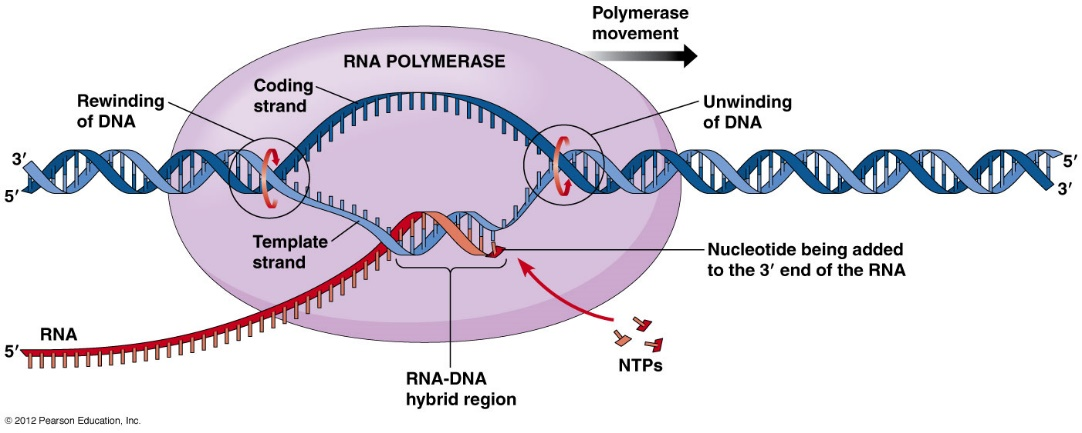 Polymerase
movement
RNA POLYMERASE
Coding
strand
Rewinding
of DNA
Unwinding
of DNA
3′
5′
5′
3′
Template
strand
Nucleotide being added
to the 3′ end of the RNA
RNA
5′
NTPs
RNA-DNA
hybrid region
© 2012 Pearson Education, Inc.